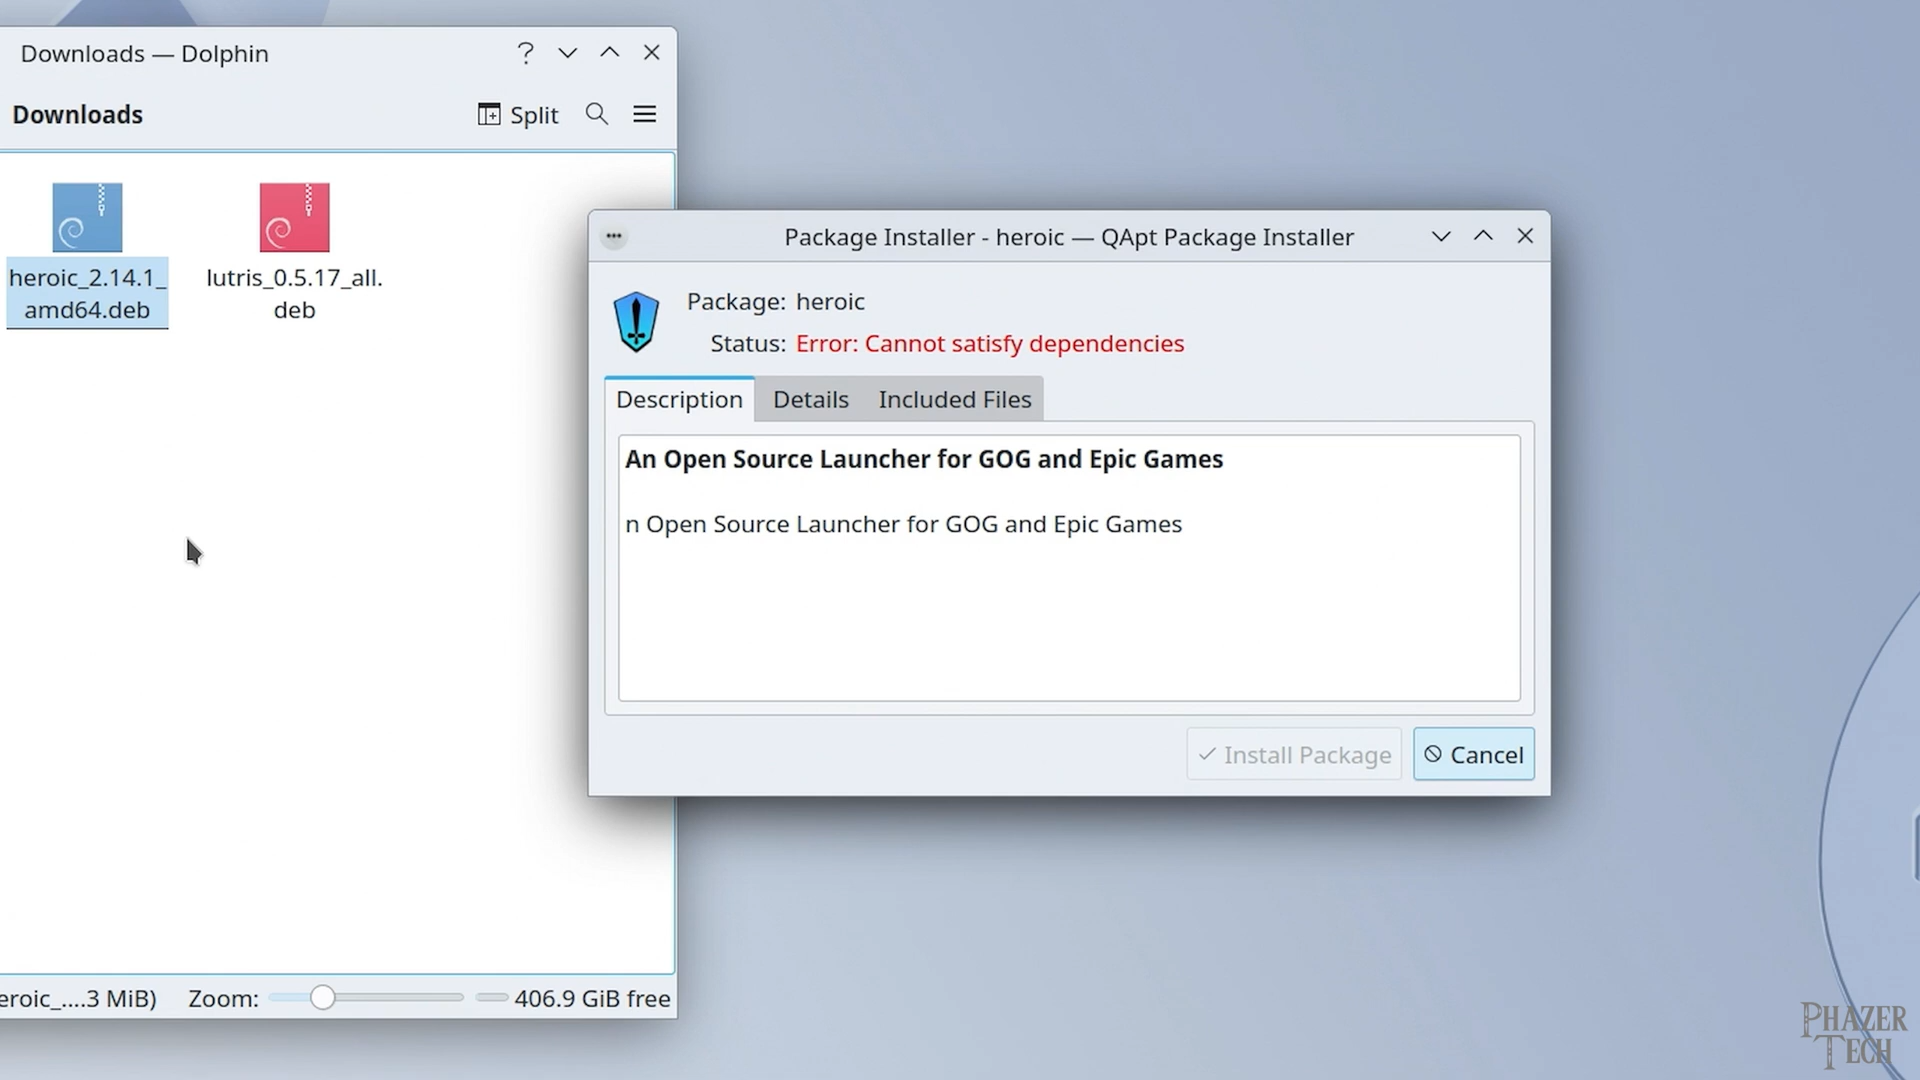 Downloads — Dolphin
Downloads
Split
heroic_2.14.1_
amd64.deb
lutris_0.5.17_all.
deb
Package Installer - heroic — QApt Package Installer
Package: heroic
Status: Error: Cannot satisfy dependencies
Description Details Included Files
An Open Source Launcher for GOG and Epic Games
n Open Source Launcher for GOG and Epic Games
Install Package
Cancel
eroic_....3 MiB) Zoom: 406.9 GiB free
PHAZER
TECH